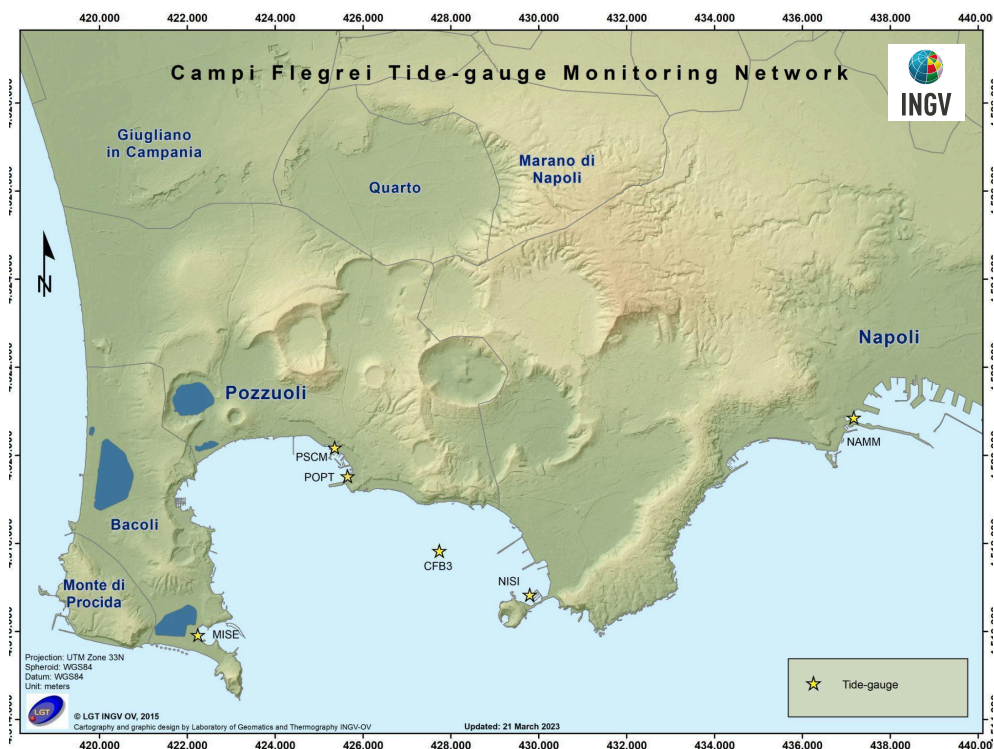 420.000 422.000 424.000 426.000 428.000 430.000 432.000 434.000 436.000 438.000 440.00
Campi Flegrei Tide-gauge Monitoring Network
INGV
Giugliano
in Campania
Marano di
Napoli
Quarto
N
Napoli
Pozzuoli
NAMM
PSCM
POPT
Bacoli
CFB3
NISI
Monte di
Procida
MISE
Projection: UTM Zone 33N
Spheroid: WGS84
Datum: WGS84
Unit: meters
Tide-gauge
LGT
© LGT INGV OV, 2015
Cartography and graphic design by Laboratory of Geomatics and Thermography INGV-OV
Updated: 21 March 2023
420.000 422.000 424.000 426.000 428.000 430.000 432.000 434.000 436.000 438.000 440.00